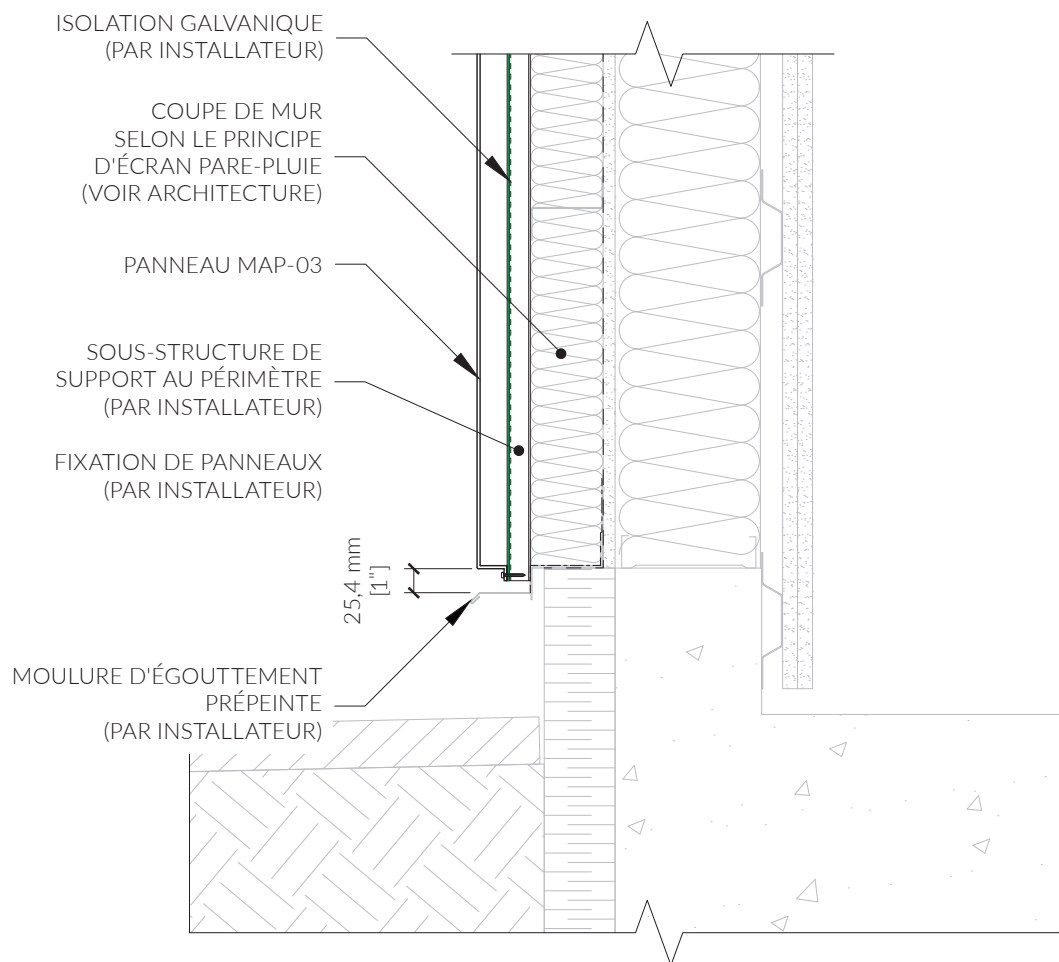 ISOLATION GALVANIQUE
(PAR INSTALLATEUR)
COUPE DE MUR
SELON LE PRINCIPE
D'ÉCRAN PARE-PLUIE
(VOIR ARCHITECTURE)
PANNEAU MAP-03
SOUS-STRUCTURE DE
SUPPORT AU PÉRIMÈTRE
(PAR INSTALLATEUR)
FIXATION DE PANNEAUX
(PAR INSTALLATEUR)
25,4 mm
[1"]
MOULURE D'ÉGOUTTEMENT
PRÉPEINTE
(PAR INSTALLATEUR)